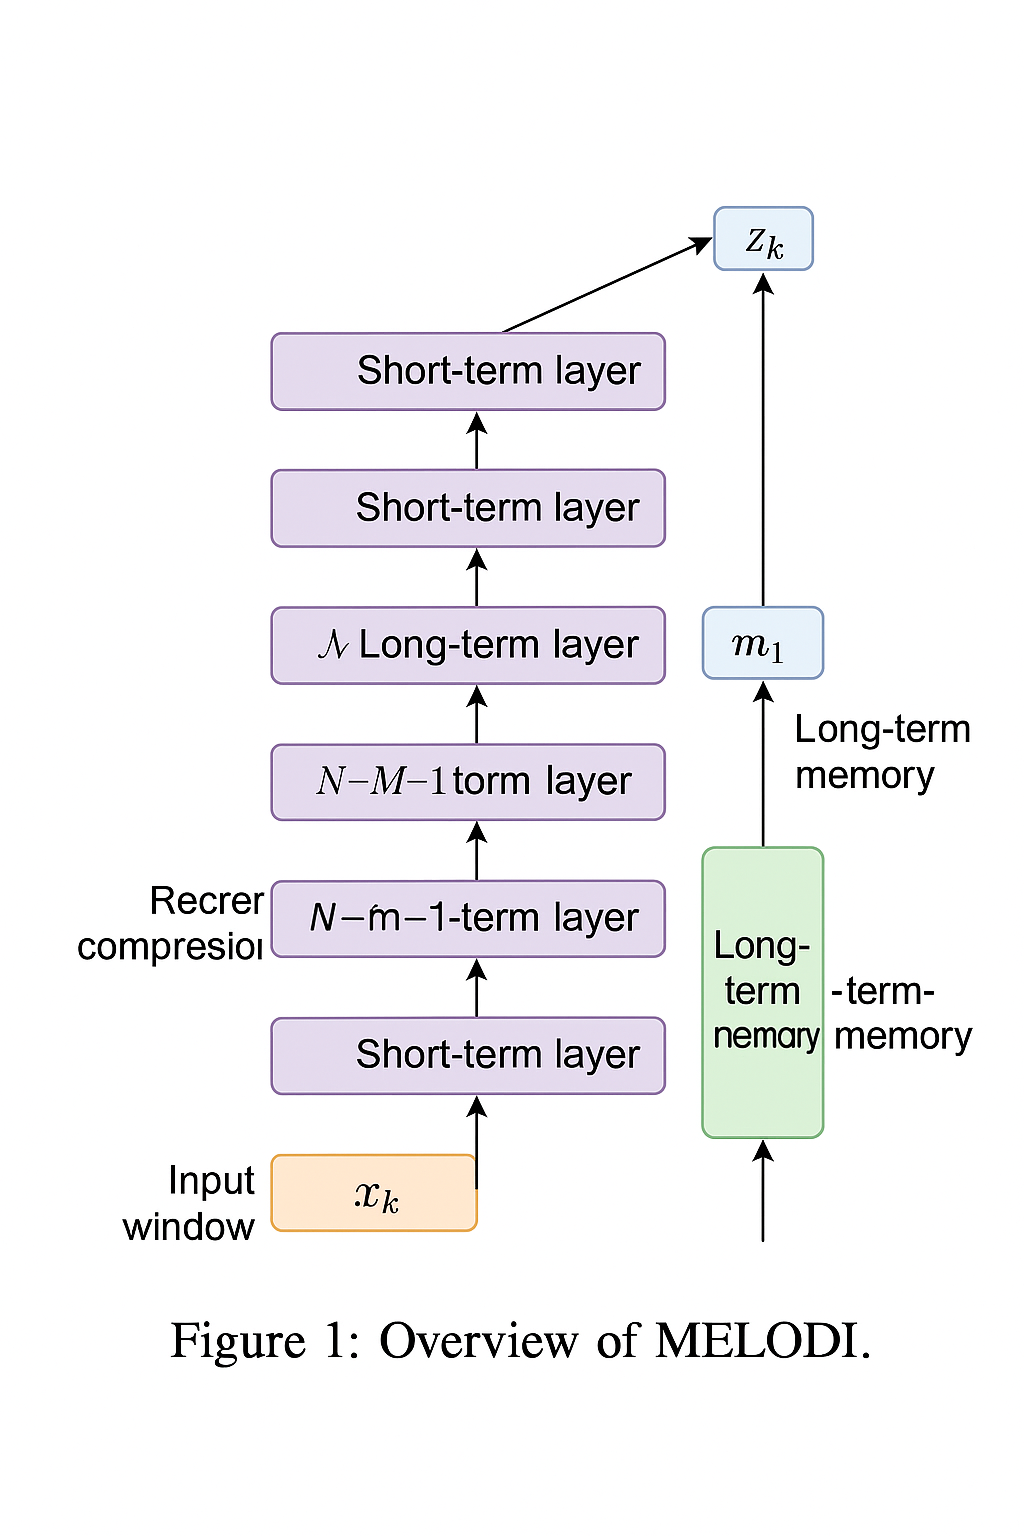 z_k
Short-term layer
Short-term layer
𝒩 Long-term layer
m_1
Long-term
memory
N–M–1 torm layer
Recrer
compresioı
N–m–1-term layer
Long-
term
nemary
-term-
memory
Short-term layer
Input
window
x_k
Figure 1: Overview of MELODI.